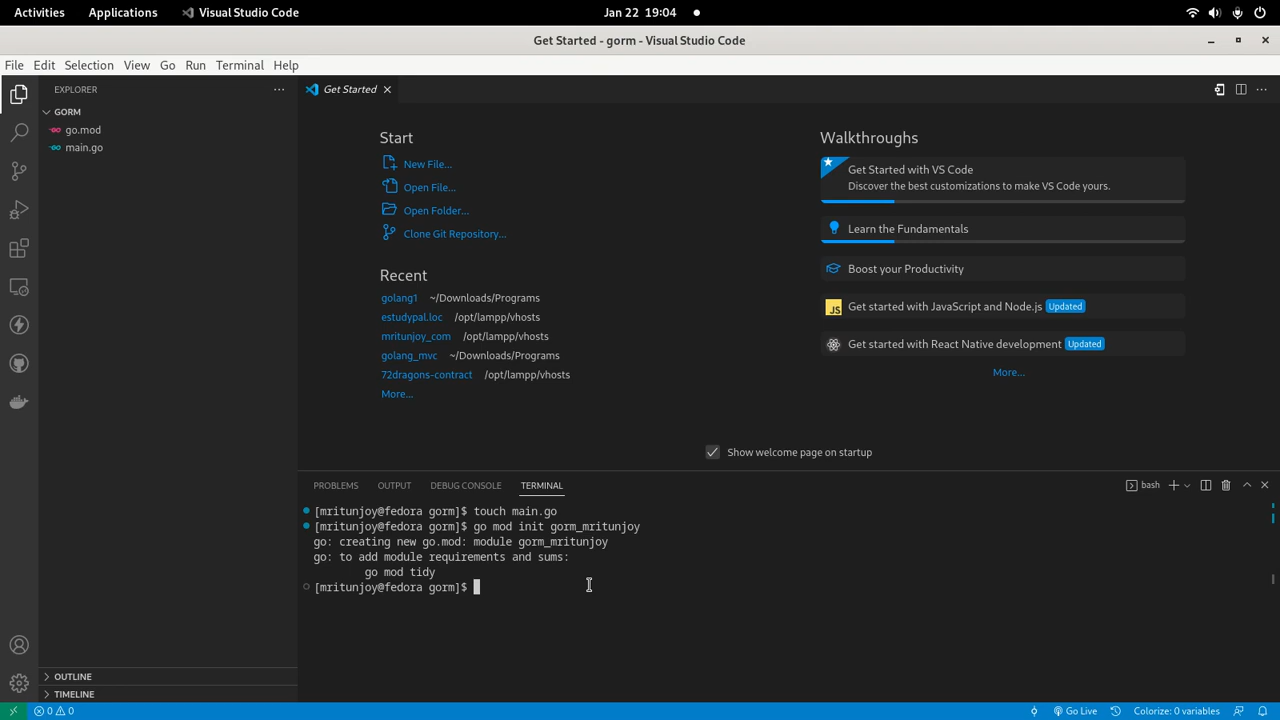 Activities Applications Visual Studio Code Jan 22 19:04
Get Started - gorm - Visual Studio Code
File Edit Selection View Go Run Terminal Help
EXPLORER
GORM
go.mod
main.go
OUTLINE
TIMELINE
Get Started
Start
New File...
Open File...
Open Folder...
Clone Git Repository...
Recent
golang1 ~/Downloads/Programs
estudypal.loc /opt/lampp/vhosts
mritunjoy_com /opt/lampp/vhosts
golang_mvc ~/Downloads/Programs
72dragons-contract /opt/lampp/vhosts
More...
Walkthroughs
Get Started with VS Code
Discover the best customizations to make VS Code yours.
Learn the Fundamentals
Boost your Productivity
JS Get started with JavaScript and Node.js Updated
Get started with React Native development Updated
More...
Show welcome page on startup
PROBLEMS OUTPUT DEBUG CONSOLE TERMINAL bash
[mritunjoy@fedora gorm]$ touch main.go
[mritunjoy@fedora gorm]$ go mod init gorm_mritunjoy
go: creating new go.mod: module gorm_mritunjoy
go: to add module requirements and sums:
go mod tidy
[mritunjoy@fedora gorm]$
0 0 Go Live Colorize: 0 variables